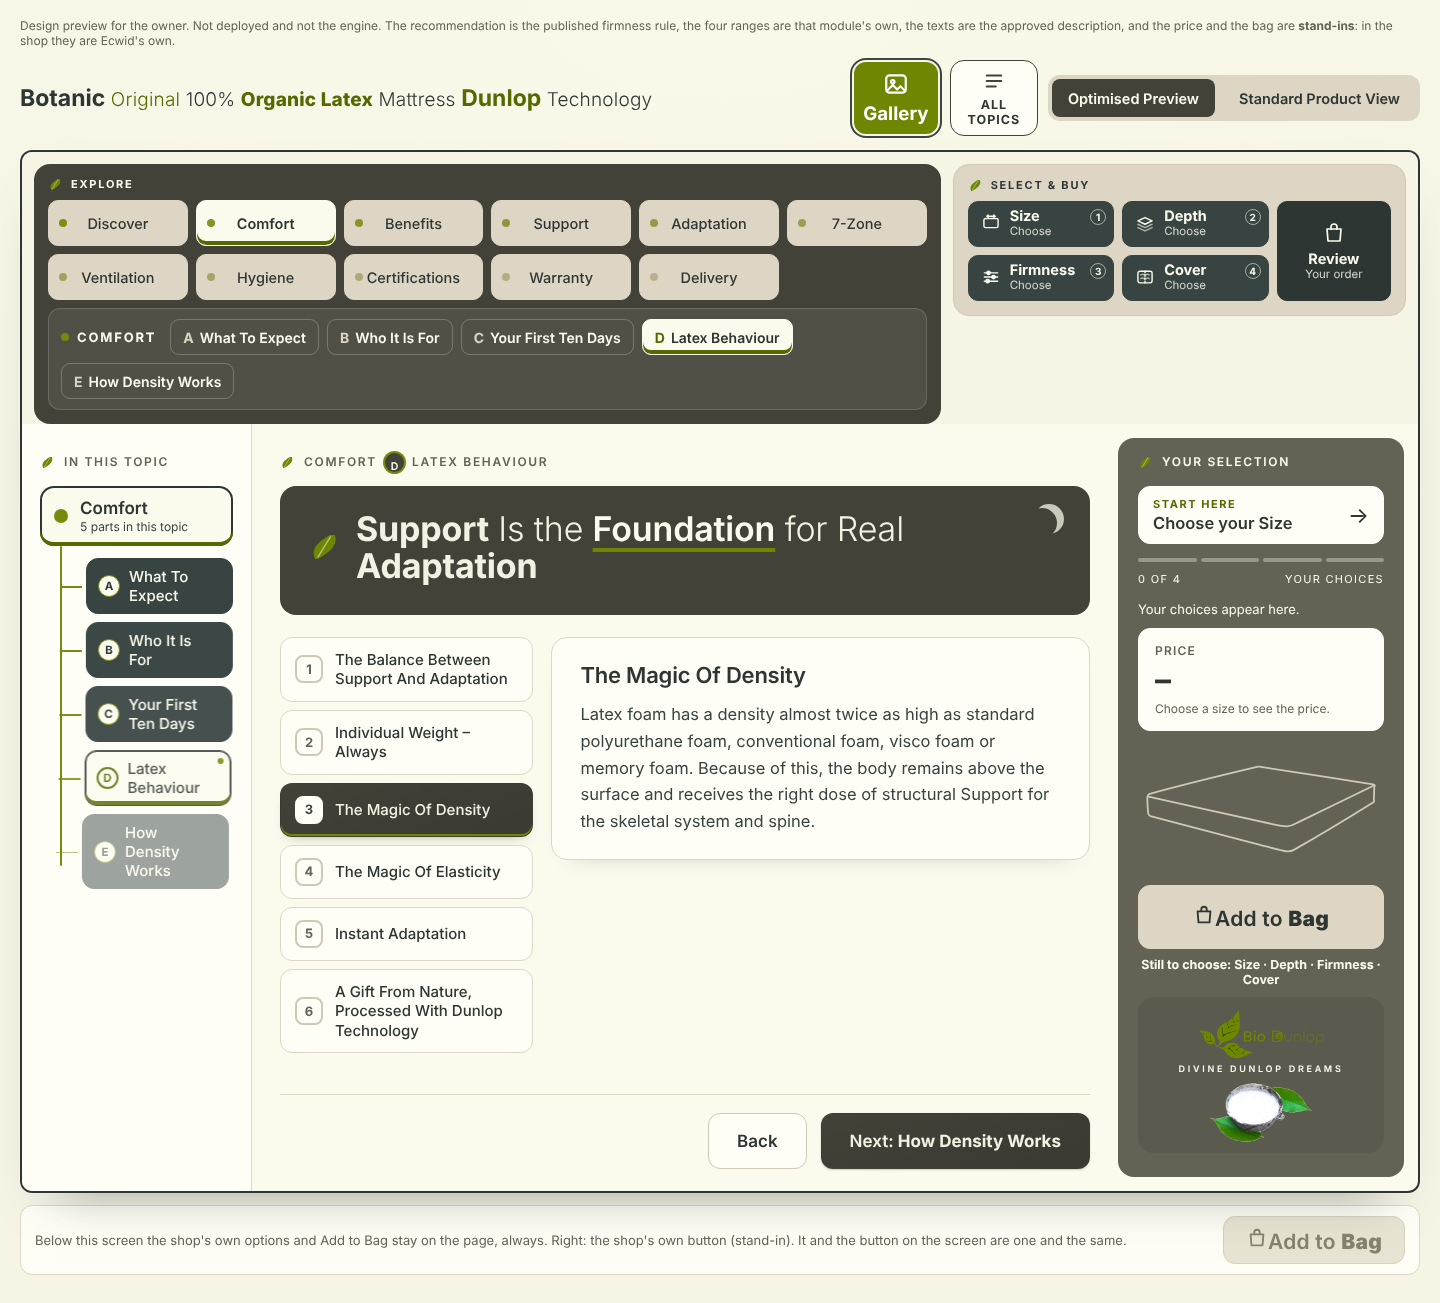 Design preview for the owner. Not deployed and not the engine. The recommendation is the published firmness rule, the four ranges are that module's own, the texts are the approved description, and the price and the bag are stand-ins: in the
shop they are Ecwid's own.
Botanic Original 100% Organic Latex Mattress Dunlop Technology
Gallery
ALL
TOPICS
Optimised Preview
Standard Product View
EXPLORE
Discover
Comfort
Benefits
Support
Adaptation
7-Zone
Ventilation
Hygiene
Certifications
Warranty
Delivery
COMFORT
A What To Expect
B Who It Is For
C Your First Ten Days
D Latex Behaviour
E How Density Works
SELECT & BUY
Size
Choose
1
Depth
Choose
2
Firmness
Choose
3
Cover
Choose
4
Review
Your order
IN THIS TOPIC
Comfort
5 parts in this topic
A What To
Expect
B Who It Is
For
C Your First
Ten Days
D Latex
Behaviour
E How
Density
Works
COMFORT D LATEX BEHAVIOUR
Support Is the Foundation for Real
Adaptation
1 The Balance Between
Support And Adaptation
2 Individual Weight –
Always
3 The Magic Of Density
4 The Magic Of Elasticity
5 Instant Adaptation
6 A Gift From Nature,
Processed With Dunlop
Technology
The Magic Of Density
Latex foam has a density almost twice as high as standard
polyurethane foam, conventional foam, visco foam or
memory foam. Because of this, the body remains above the
surface and receives the right dose of structural Support for
the skeletal system and spine.
Back
Next: How Density Works
YOUR SELECTION
START HERE
Choose your Size
0 OF 4
YOUR CHOICES
Your choices appear here.
PRICE
–
Choose a size to see the price.
Add to Bag
Still to choose: Size · Depth · Firmness ·
Cover
Bio Dunlop
DIVINE DUNLOP DREAMS
Below this screen the shop's own options and Add to Bag stay on the page, always. Right: the shop's own button (stand-in). It and the button on the screen are one and the same.
Add to Bag